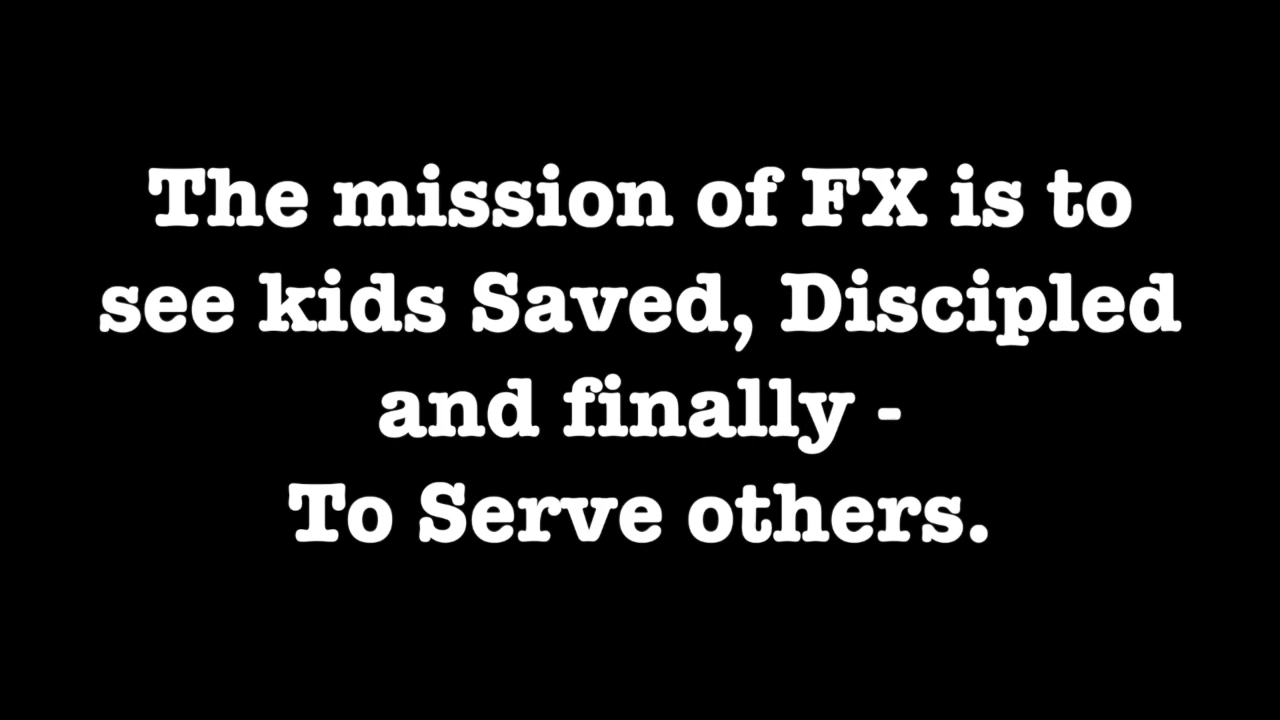 The mission of FX is to
see kids Saved, Discipled
and finally -
To Serve others.